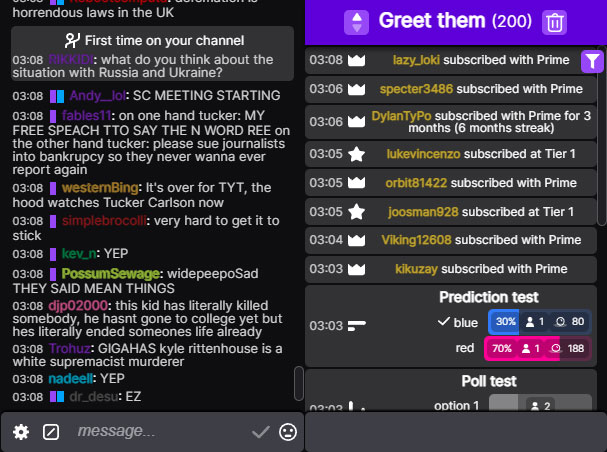 horrendous laws in the UK
First time on your channel
03:08 RIKKIDI: what do you think about the
situation with Russia and Ukraine?
03:08 Andy__lol: SC MEETING STARTING
03:08 fables11: on one hand tucker: MY
FREE SPEACH TTO SAY THE N WORD REE on
the other hand tucker: please sue journalists
into bankrupcy so they never wanna ever
report again
03:08 westernBing: It's over for TYT, the
hood watches Tucker Carlson now
03:08 simplebrocolli: very hard to get it to
stick
03:08 kev_n: YEP
03:08 PossumSewage: widepeepoSad
THEY SAID MEAN THINGS
03:08 djp02000: this kid has literally killed
somebody, he hasnt gone to college yet but
hes literally ended someones life already
03:08 Trohuz: GIGAHAS kyle rittenhouse is a
white supremacist murderer
03:08 nadeell: YEP
03:08 dr_desu: EZ
message...
Greet them (200)
03:08 lazy_loki subscribed with Prime
03:06 specter3486 subscribed with Prime
03:06 DylanTyPo subscribed with Prime for 3
months (6 months streak)
03:05 lukevincenzo subscribed at Tier 1
03:05 orbit81422 subscribed with Prime
03:05 joosman928 subscribed at Tier 1
03:04 Viking12608 subscribed with Prime
03:03 kikuzay subscribed with Prime
Prediction test
03:03 blue 30% 1 80
red 70% 1 188
Poll test
03:03 option 1 2